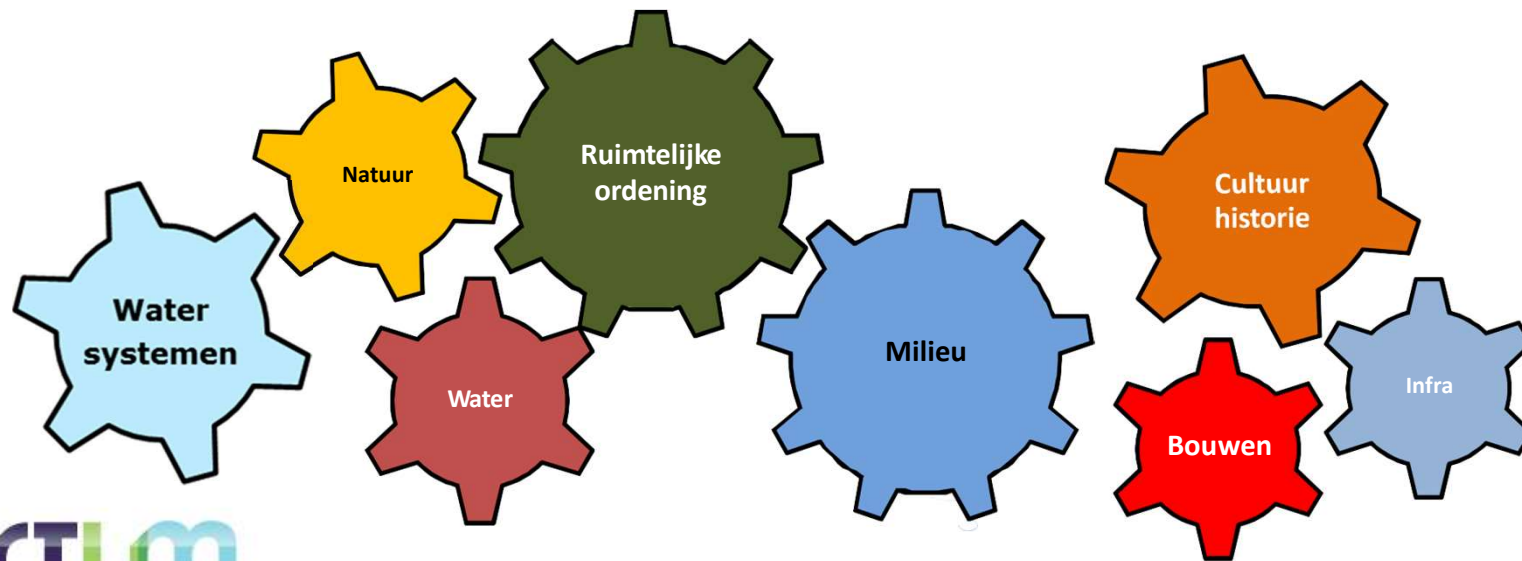 Natuur
Ruimtelijke
ordening
Cultuur
historie
Water
systemen
Water
Milieu
Bouwen
Infra